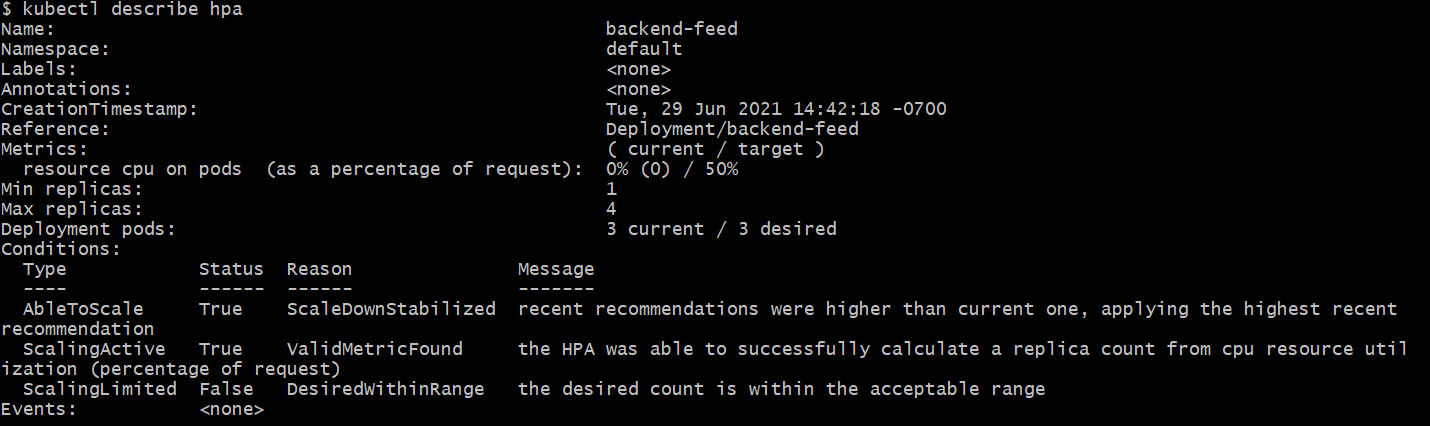 $ kubectl describe hpa
Name:                                                  backend-feed
Namespace:                                             default
Labels:                                                <none>
Annotations:                                           <none>
CreationTimestamp:                                     Tue, 29 Jun 2021 14:42:18 -0700
Reference:                                             Deployment/backend-feed
Metrics:                                               ( current / target )
  resource cpu on pods  (as a percentage of request):  0% (0) / 50%
Min replicas:                                          1
Max replicas:                                          4
Deployment pods:                                       3 current / 3 desired
Conditions:
  Type            Status  Reason               Message
  ----            ------  ------               -------
  AbleToScale     True    ScaleDownStabilized  recent recommendations were higher than current one, applying the highest recent
recommendation
  ScalingActive   True    ValidMetricFound     the HPA was able to successfully calculate a replica count from cpu resource util
ization (percentage of request)
  ScalingLimited  False   DesiredWithinRange   the desired count is within the acceptable range
Events:           <none>